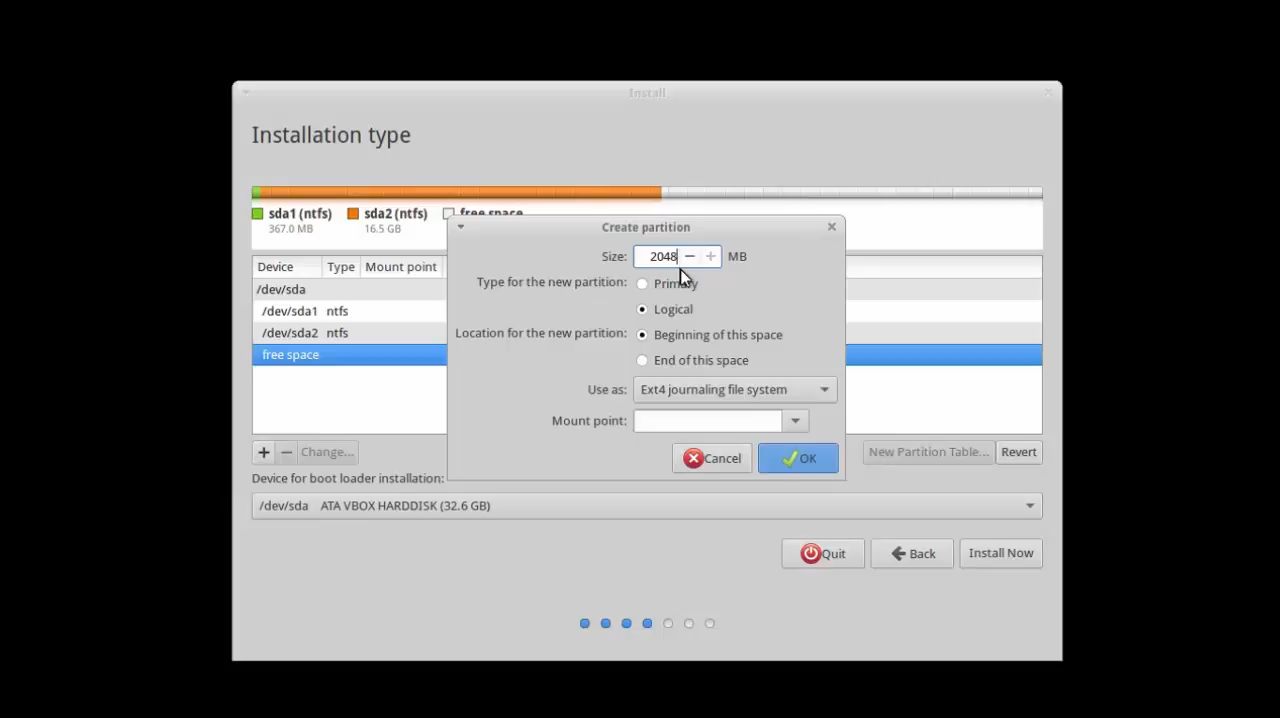 Install
Installation type
sda1 (ntfs) sda2 (ntfs) free space
367.0 MB 16.5 GB
Create partition
Size: 2048 MB
Type for the new partition: Primary
Logical
Location for the new partition: Beginning of this space
End of this space
Use as: Ext4 journaling file system
Mount point:
Cancel OK
Device Type Mount point
/dev/sda
/dev/sda1 ntfs
/dev/sda2 ntfs
free space
+ − Change... New Partition Table... Revert
Device for boot loader installation:
/dev/sda ATA VBOX HARDDISK (32.6 GB)
Quit Back Install Now